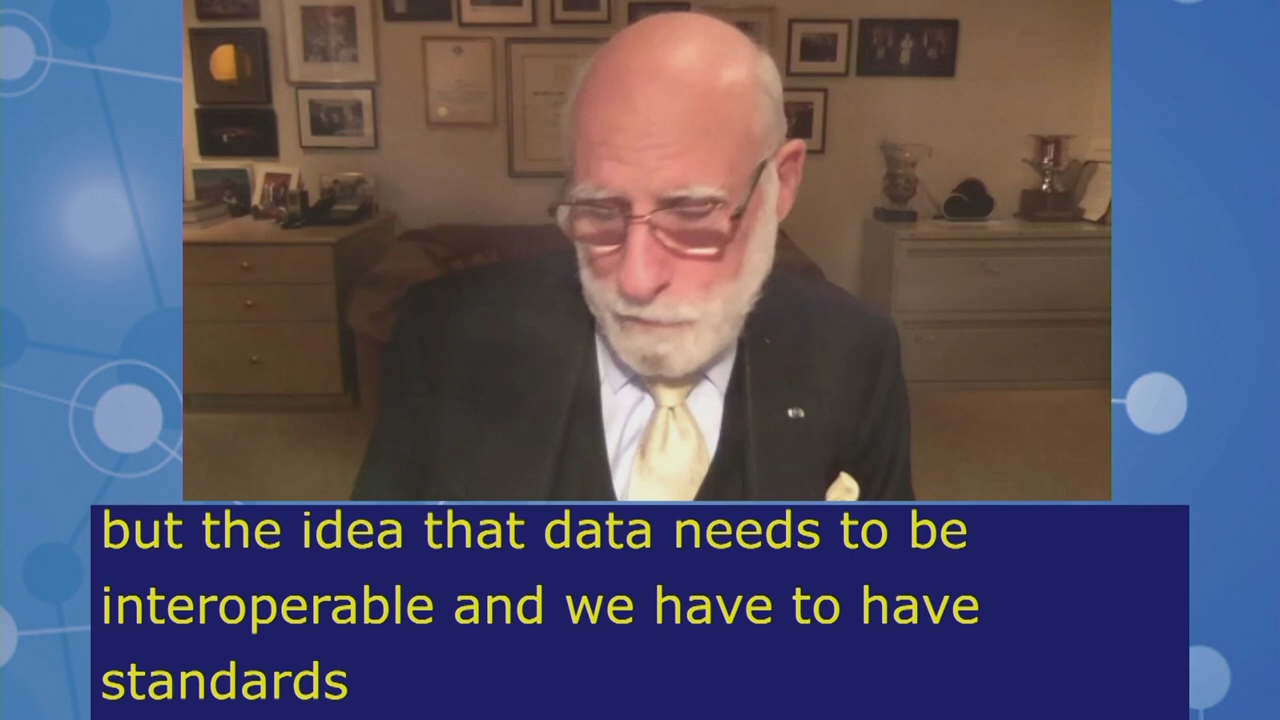 but the idea that data needs to be
interoperable and we have to have
standards